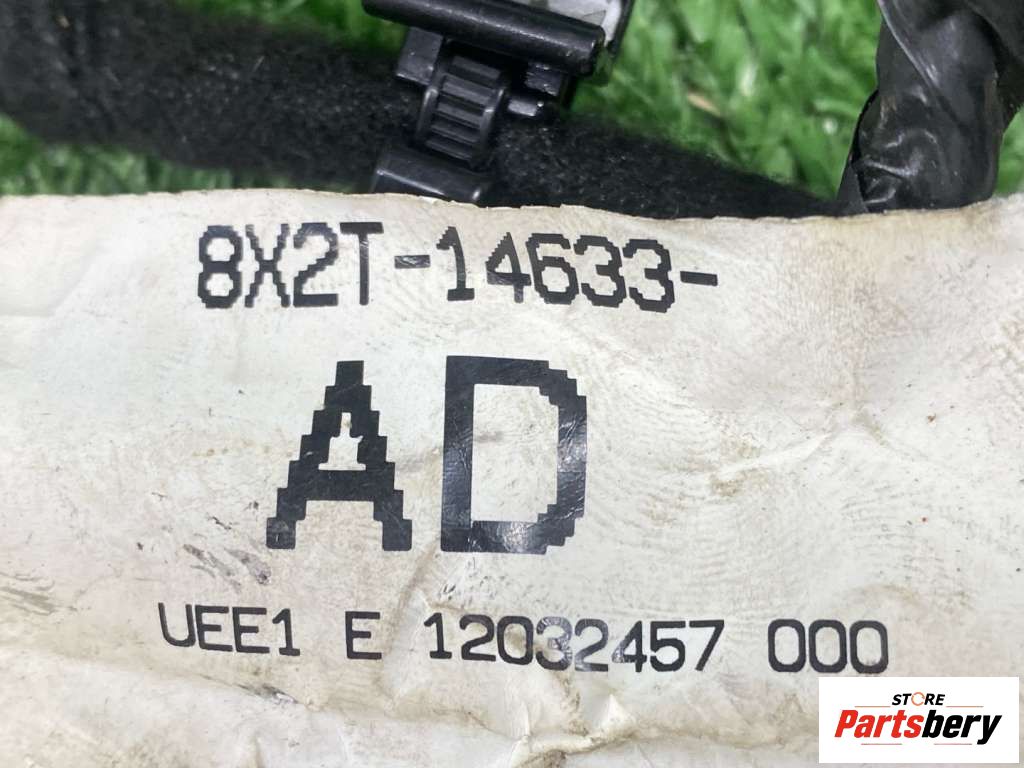 8X2T-14633-
AD
UEE1 E 12032457 000
STORE
Partsbery